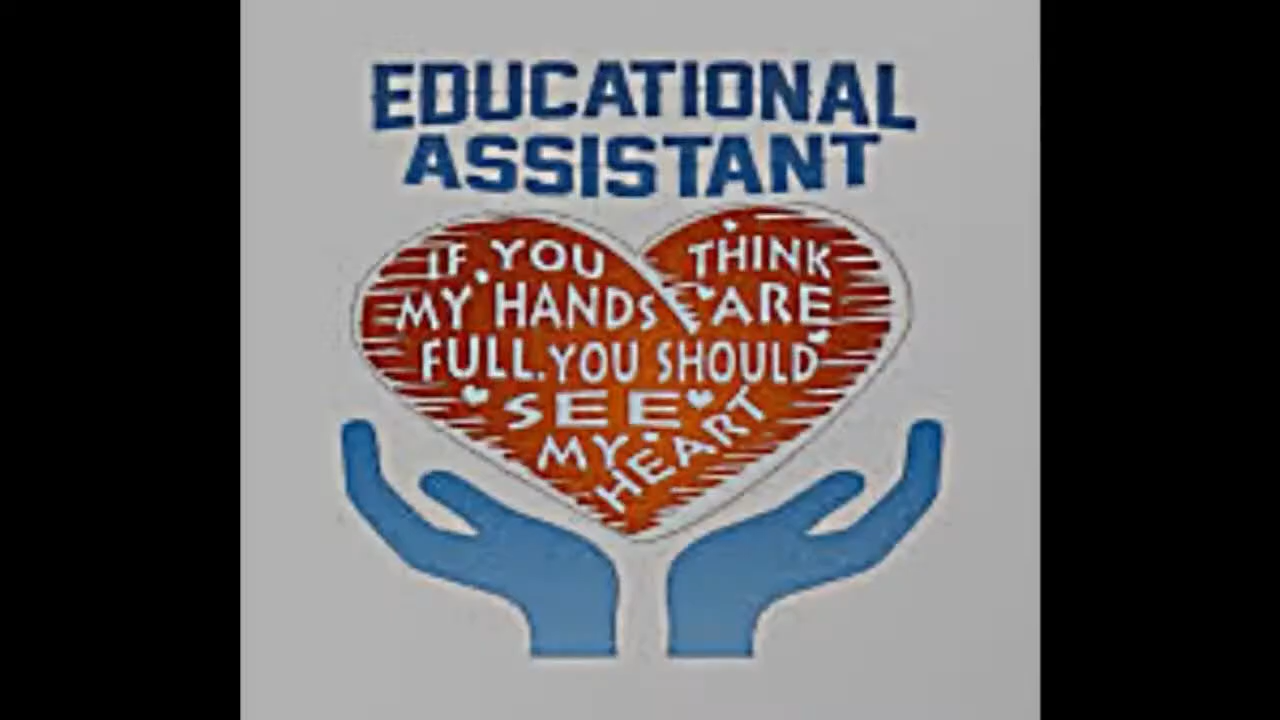 EDUCATIONAL
ASSISTANT
IF YOU THINK
MY HANDS ARE
FULL.YOU SHOULD
SEE
MY HEART